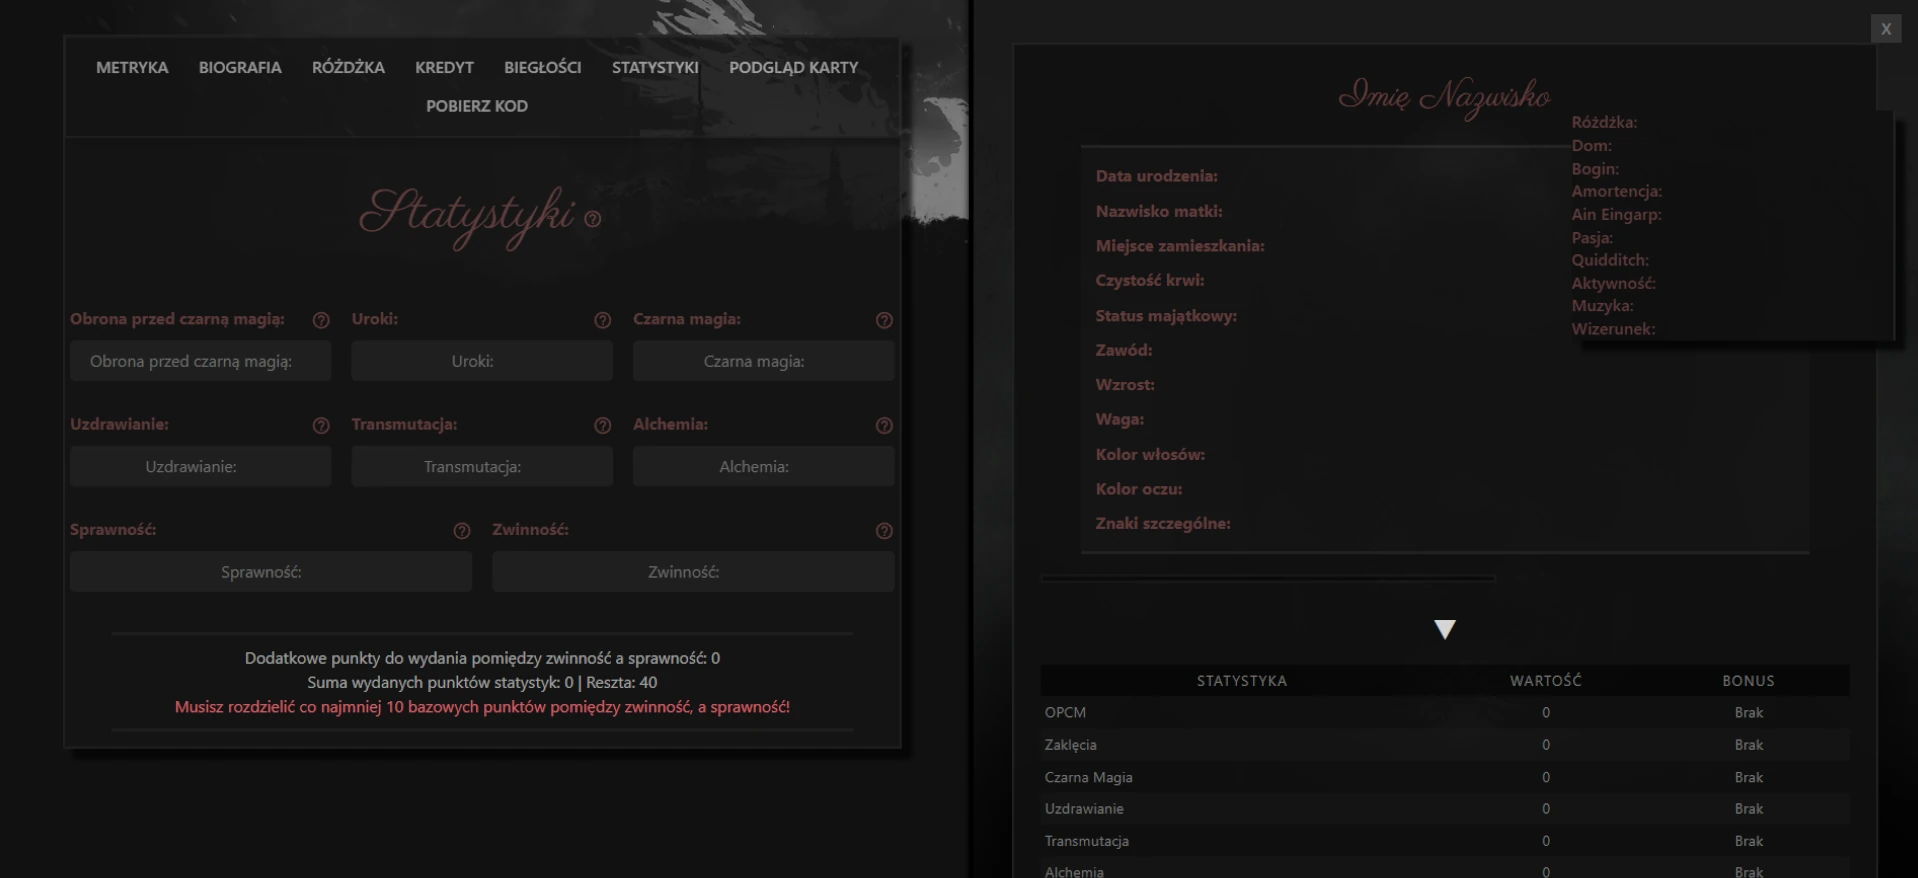 METRYKA BIOGRAFIA RÓŻDŻKA KREDYT BIEGŁOŚCI STATYSTYKI PODGLĄD KARTY
POBIERZ KOD
Statystyki
Obrona przed czarną magią: Uroki: Czarna magia:
Obrona przed czarną magią: Uroki: Czarna magia:
Uzdrawianie: Transmutacja: Alchemia:
Uzdrawianie: Transmutacja: Alchemia:
Sprawność: Zwinność:
Sprawność: Zwinność:
Dodatkowe punkty do wydania pomiędzy zwinność a sprawność: 0
Suma wydanych punktów statystyk: 0 | Reszta: 40
Musisz rozdzielić co najmniej 10 bazowych punktów pomiędzy zwinność, a sprawność!
X
Imię Nazwisko
Różdżka:
Dom:
Bogin:
Amortencja:
Ain Eingarp:
Pasja:
Quidditch:
Aktywność:
Muzyka:
Wizerunek:
Data urodzenia:
Nazwisko matki:
Miejsce zamieszkania:
Czystość krwi:
Status majątkowy:
Zawód:
Wzrost:
Waga:
Kolor włosów:
Kolor oczu:
Znaki szczególne:
STATYSTYKA WARTOŚĆ BONUS
OPCM 0 Brak
Zaklęcia 0 Brak
Czarna Magia 0 Brak
Uzdrawianie 0 Brak
Transmutacja 0 Brak
Alchemia 0 Brak